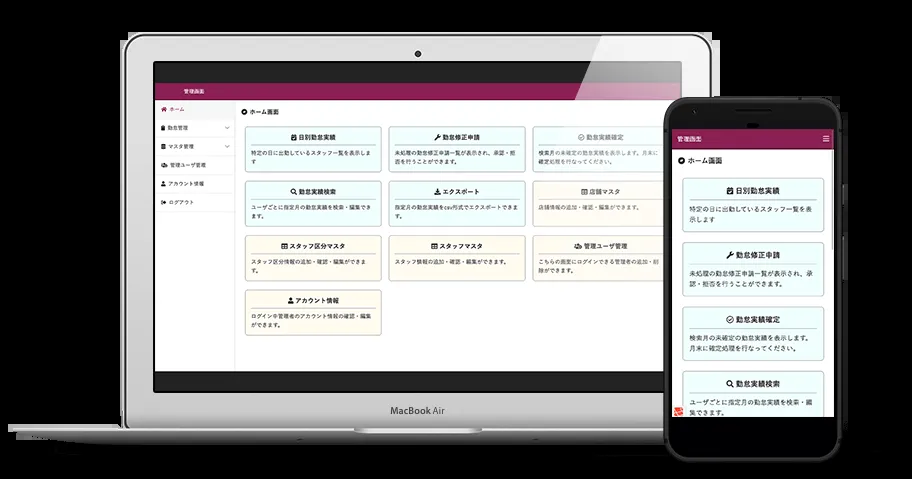 管理画面
ホーム
勤怠管理
マスタ管理
管理ユーザ管理
アカウント情報
ログアウト
ホーム画面
日別勤怠実績
特定の日に出勤しているスタッフ一覧を表示しま
す
勤怠修正申請
未処理の勤怠修正申請一覧が表示され、承認・拒
否を行うことができます。
勤怠実績確定
検索月の未確定の勤怠実績を表示します。月末に
確定処理を行なってください。
勤怠実績検索
ユーザごとに指定月の勤怠実績を検索・編集でき
ます。
エクスポート
指定月の勤怠実績をcsv形式でエクスポートできま
す。
店舗マスタ
店舗情報の追加・確認・編集ができます。
スタッフ区分マスタ
スタッフ区分情報の追加・確認・編集ができま
す。
スタッフマスタ
スタッフ情報の追加・確認・編集ができます。
管理ユーザ管理
こちらの画面にログインできる管理者の追加・削
除ができます。
アカウント情報
ログイン中管理者のアカウント情報の確認・編集
ができます。
MacBook Air
管理画面
ホーム画面
日別勤怠実績
特定の日に出勤しているスタッフ一覧を表
示します
勤怠修正申請
未処理の勤怠修正申請一覧が表示され、承
認・拒否を行うことができます。
勤怠実績確定
検索月の未確定の勤怠実績を表示します。
月末に確定処理を行なってください。
勤怠実績検索
ユーザごとに指定月の勤怠実績を検索・編
集できます。